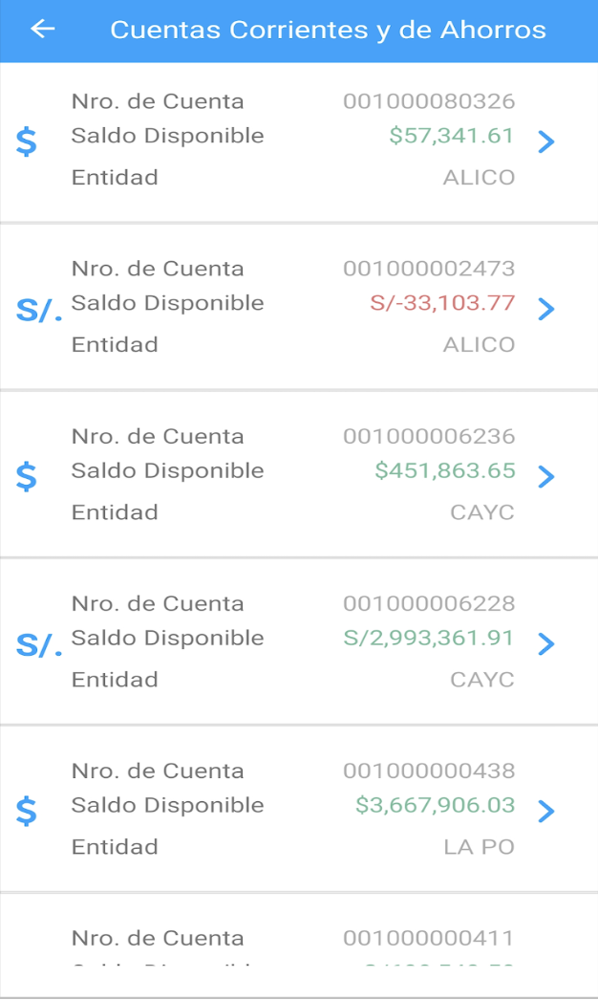 Cuentas Corrientes y de Ahorros
Nro. de Cuenta 001000080326
$ Saldo Disponible $57,341.61
Entidad ALICO
Nro. de Cuenta 001000002473
S/. Saldo Disponible S/-33,103.77
Entidad ALICO
Nro. de Cuenta 001000006236
$ Saldo Disponible $451,863.65
Entidad CAYC
Nro. de Cuenta 001000006228
S/. Saldo Disponible S/2,993,361.91
Entidad CAYC
Nro. de Cuenta 001000000438
$ Saldo Disponible $3,667,906.03
Entidad LA PO
Nro. de Cuenta 001000000411
Saldo Disponible